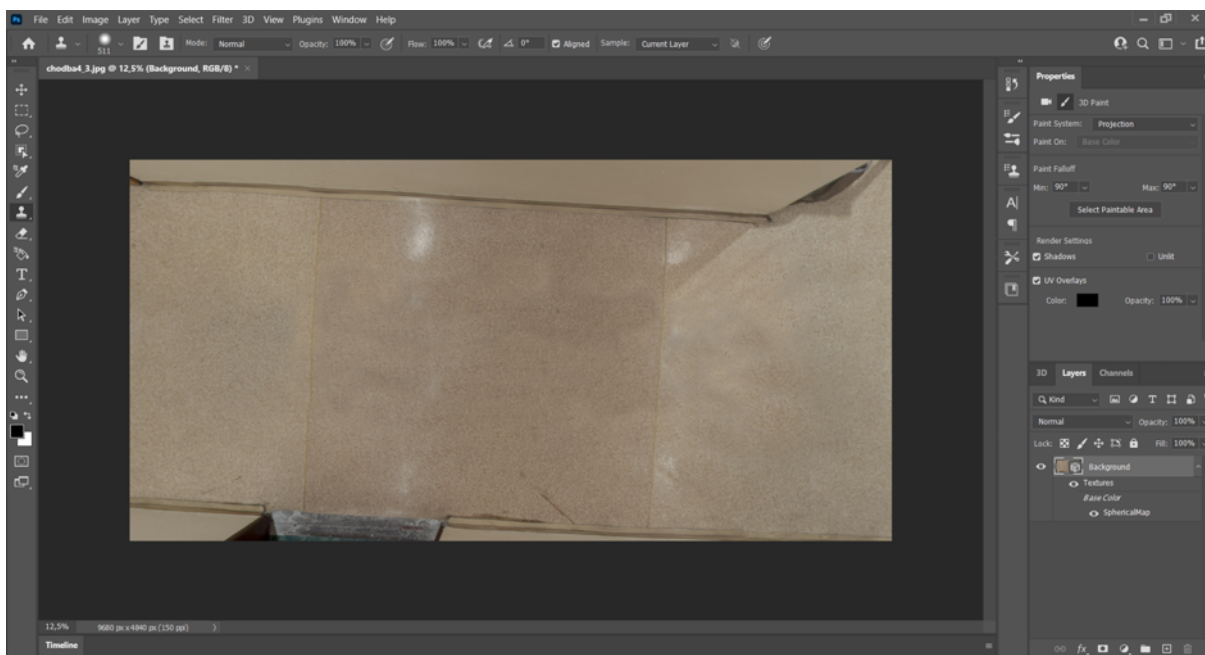 Ps File Edit Image Layer Type Select Filter 3D View Plugins Window Help
511 Mode: Normal Opacity: 100% Flow: 100% 0° Aligned Sample: Current Layer
chodba4_3.jpg @ 12,5% (Background, RGB/8) * ×
Properties
3D Paint
Paint System: Projection
Paint On: Base Color
Paint Falloff
Min: 90° Max: 90°
Select Paintable Area
Render Settings
Shadows Unlit
UV Overlays
Color: Opacity: 100%
3D Layers Channels
Kind
Normal Opacity: 100%
Lock: Fill: 100%
Background
Textures
Base Color
SphericalMap
12,5% 9680 px x 4840 px (150 ppi)
Timeline